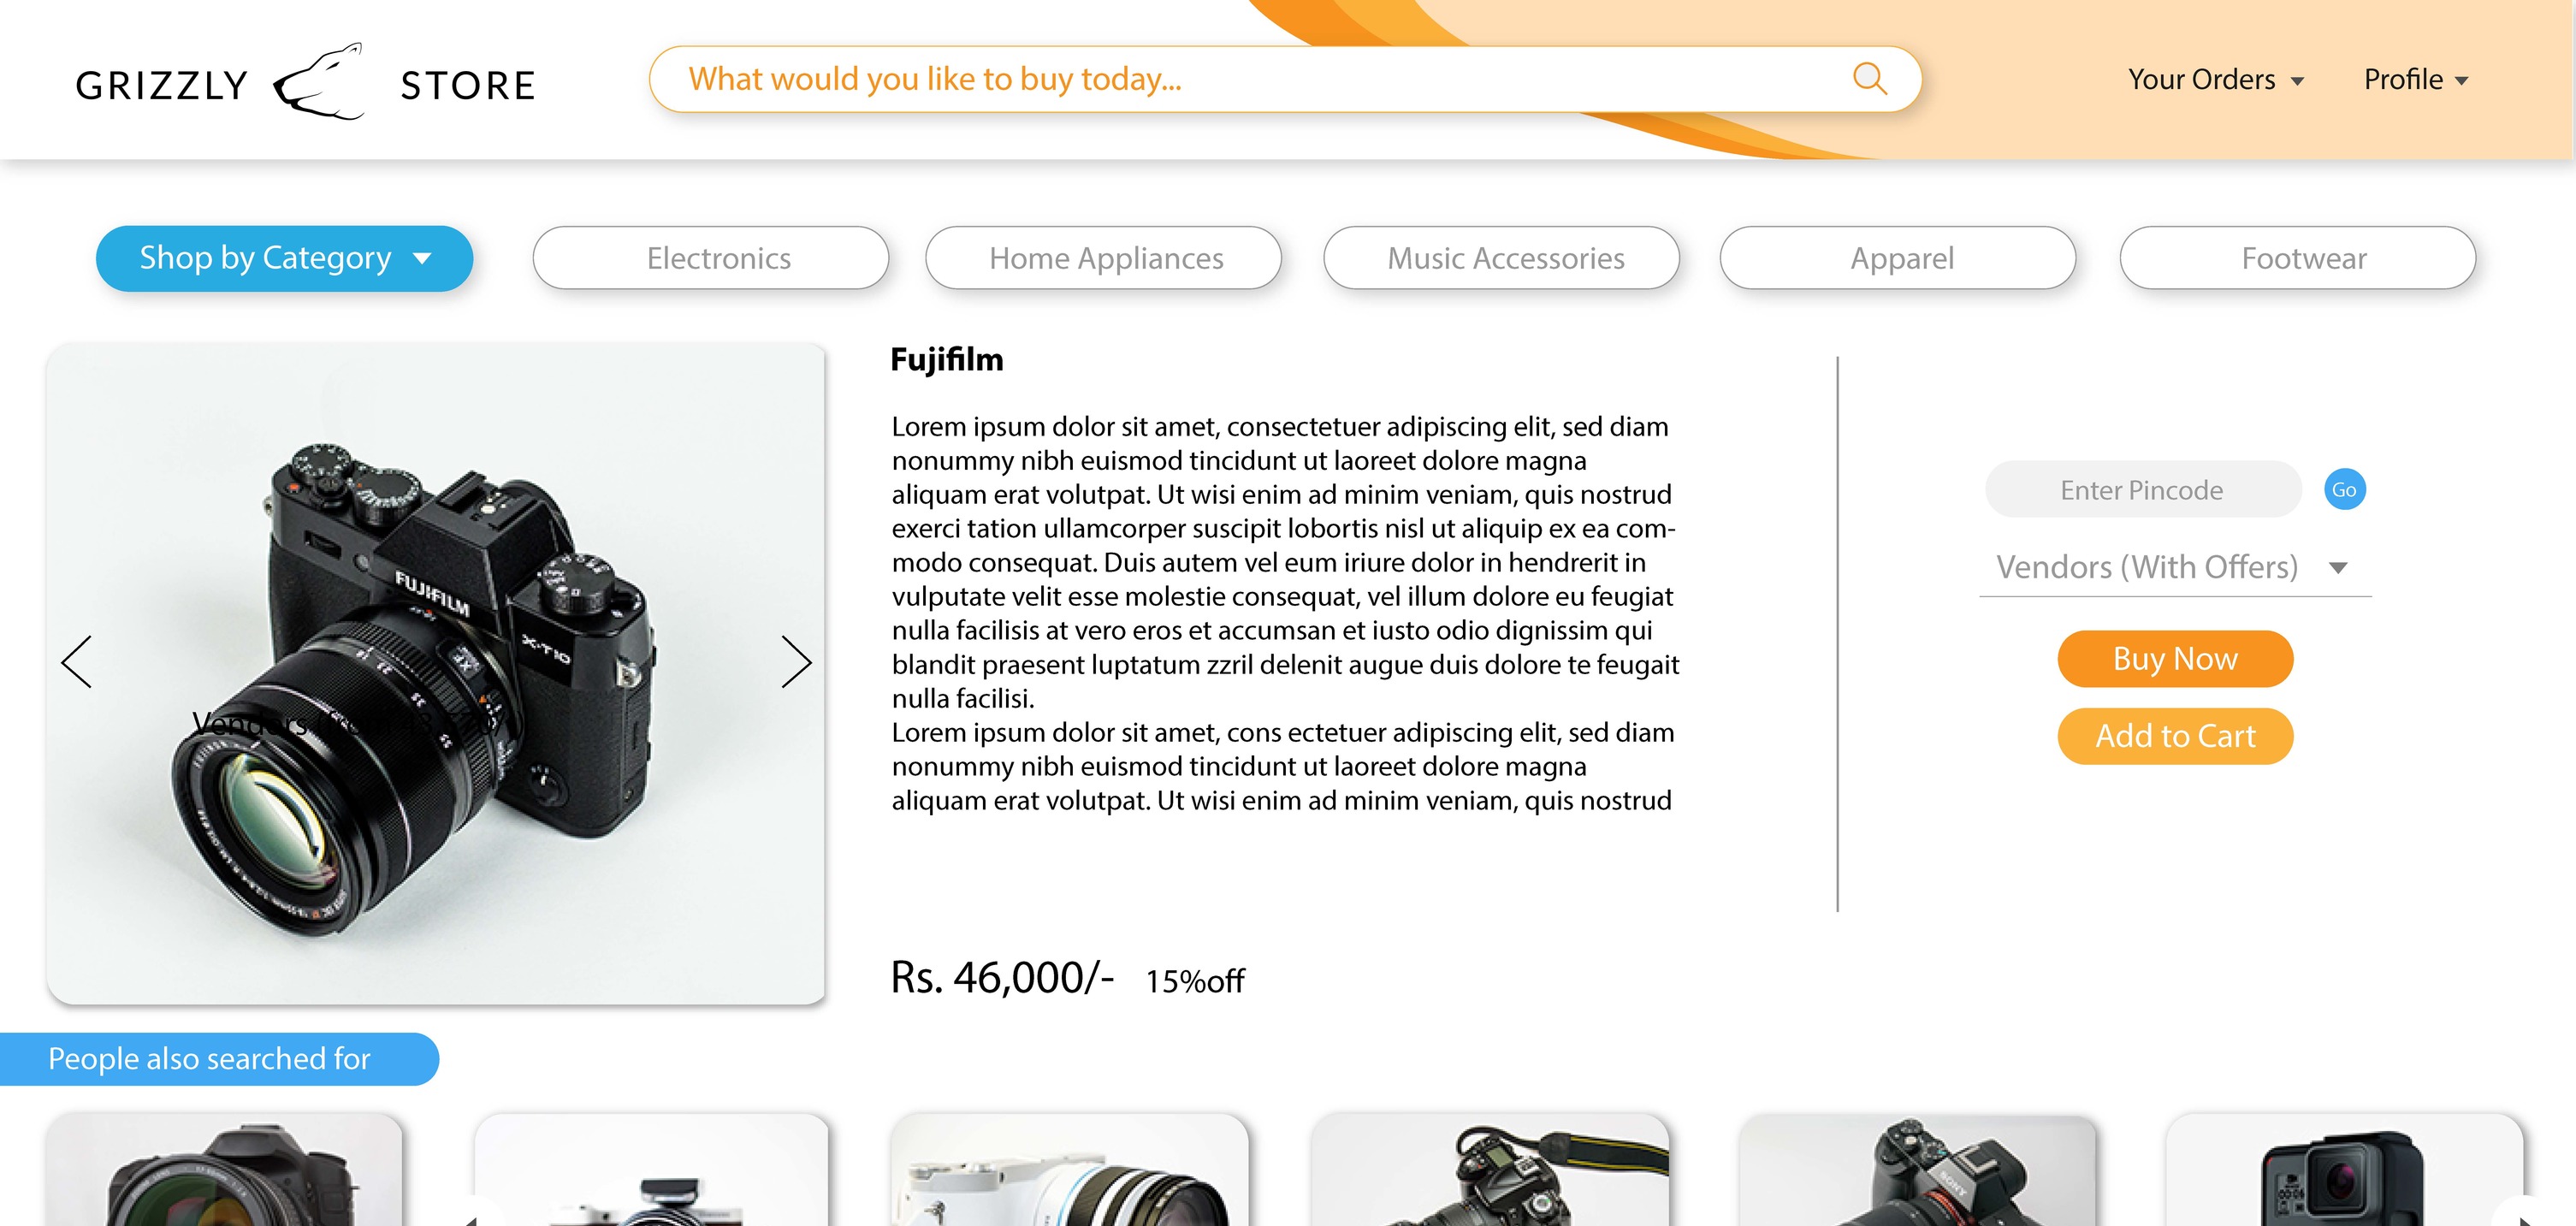 GRIZZLY STORE
What would you like to buy today...
Your Orders
Profile
Shop by Category
Electronics
Home Appliances
Music Accessories
Apparel
Footwear
Fujifilm
Lorem ipsum dolor sit amet, consectetuer adipiscing elit, sed diam
nonummy nibh euismod tincidunt ut laoreet dolore magna
aliquam erat volutpat. Ut wisi enim ad minim veniam, quis nostrud
exerci tation ullamcorper suscipit lobortis nisl ut aliquip ex ea com-
modo consequat. Duis autem vel eum iriure dolor in hendrerit in
vulputate velit esse molestie consequat, vel illum dolore eu feugiat
nulla facilisis at vero eros et accumsan et iusto odio dignissim qui
blandit praesent luptatum zzril delenit augue duis dolore te feugait
nulla facilisi.
Lorem ipsum dolor sit amet, cons ectetuer adipiscing elit, sed diam
nonummy nibh euismod tincidunt ut laoreet dolore magna
aliquam erat volutpat. Ut wisi enim ad minim veniam, quis nostrud
Rs. 46,000/- 15%off
Enter Pincode
Go
Vendors (With Offers)
Buy Now
Add to Cart
FUJIFILM
X-T10
XF
Vendors
People also searched for
SONY